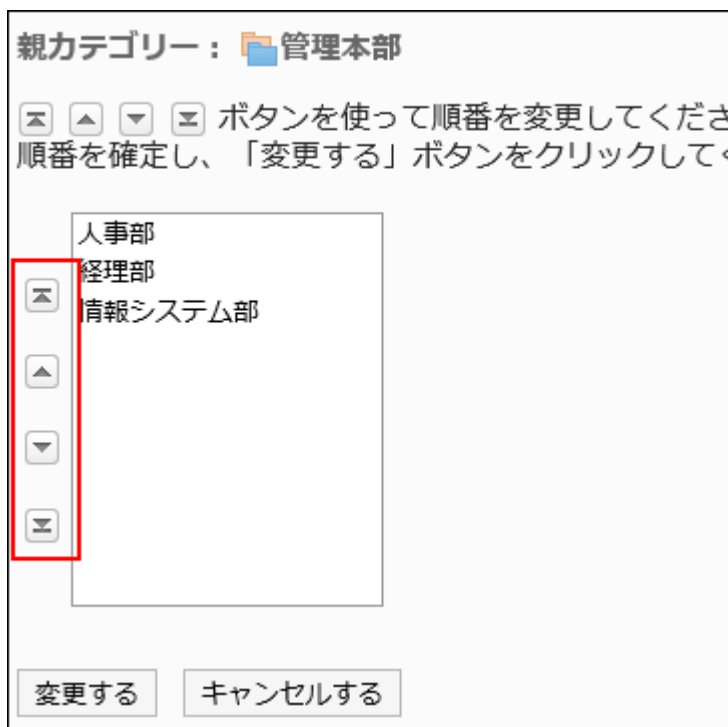 親カテゴリー： 管理本部
ボタンを使って順番を変更してくださ
順番を確定し、「変更する」ボタンをクリックして
人事部
経理部
情報システム部
変更する キャンセルする